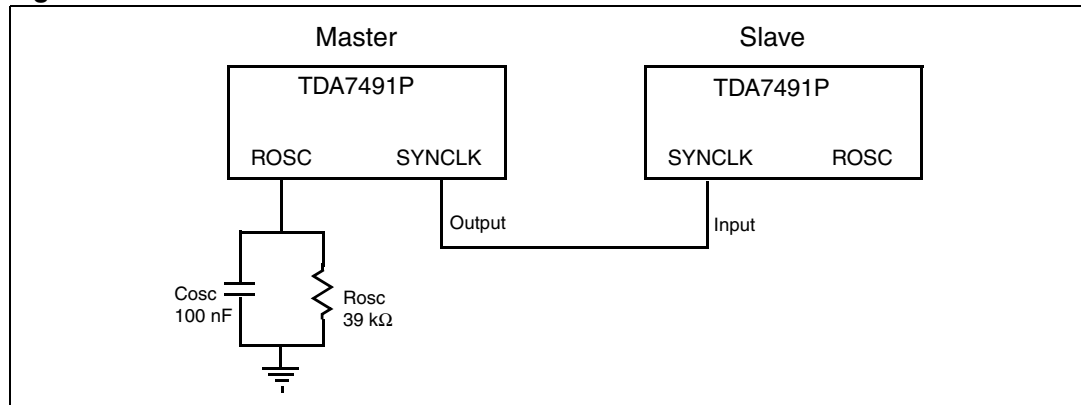 Master
Slave
TDA7491P
TDA7491P
ROSC
SYNCLK
SYNCLK
ROSC
Output
Input
Cosc
100 nF
Rosc
39 kΩ